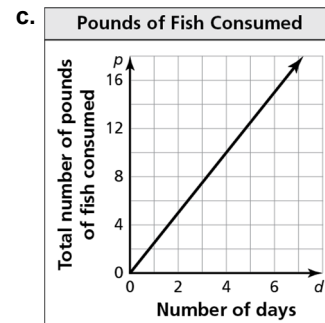 c.
Pounds of Fish Consumed
Total number of pounds
of fish consumed
p
16
12
8
4
0
0 2 4 6 d
Number of days